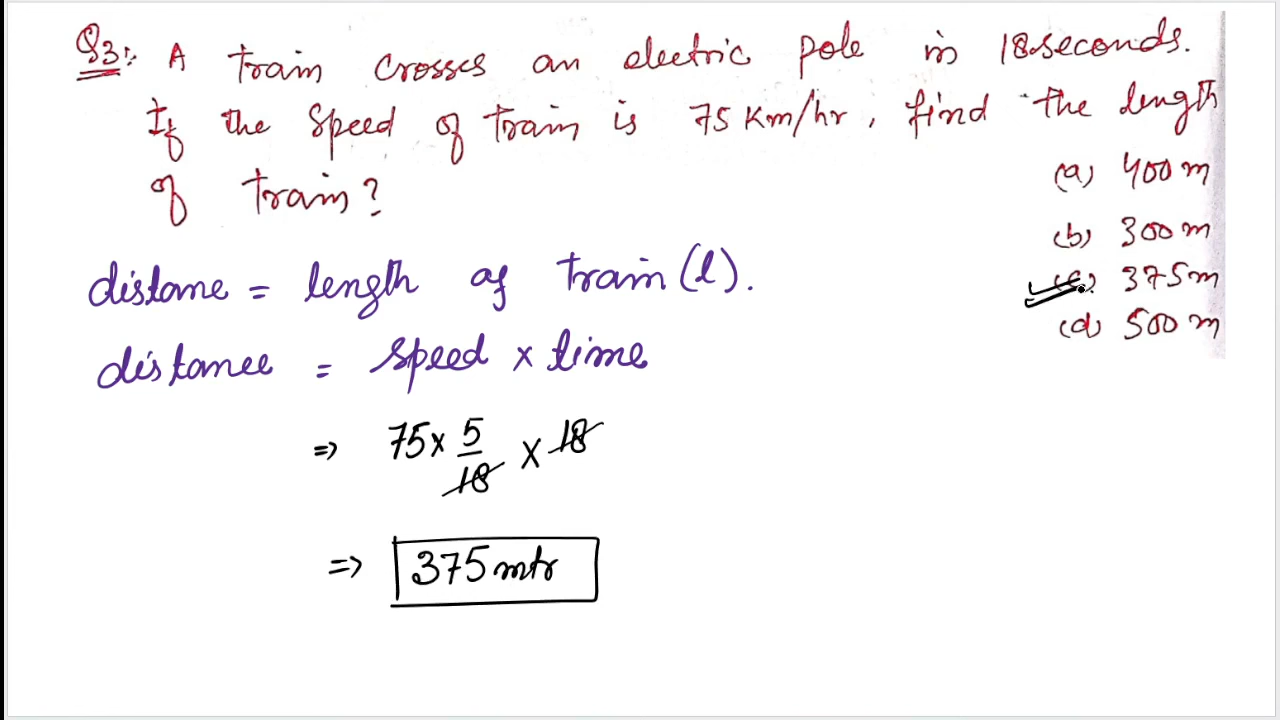 Q3: A train crosses an electric pole in 18 seconds.
If the speed of train is 75 Km/hr, find the length
of train?
(a) 400 m
(b) 300 m
(c) 375 m
(d) 500 m
distame = length of train (l).
distamee = speed × time
⇒ 75 × 5/18 × 18
⇒ 375 mtr